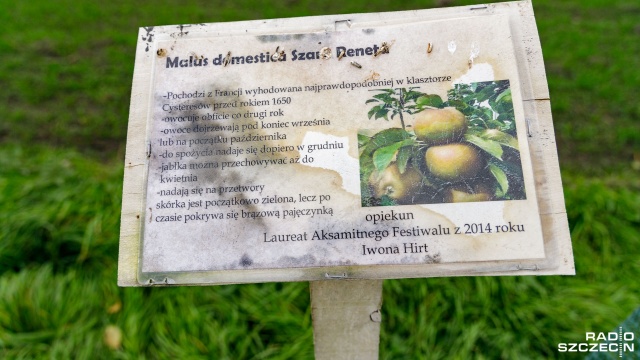 Malus domestica Szara Reneta
-Pochodzi z Francji wyhodowana najprawdopodobniej w klasztorze
Cystersów przed rokiem 1650
-owocuje obficie co drugi rok
-owoce dojrzewają pod koniec września
lub na początku października
-do spożycia nadaje się dopiero w grudniu
-jabłka można przechowywać aż do
kwietnia
-nadają się na przetwory
skórka jest początkowo zielona, lecz po
czasie pokrywa się brązową pajęczynką
opiekun
Laureat Aksamitnego Festiwalu z 2014 roku
Iwona Hirt
RADIO
SZCZECIN